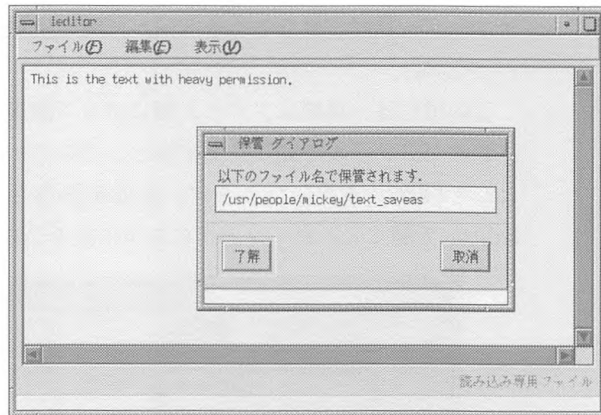 ieditor
ファイル(F) 編集(E) 表示(V)
This is the text with heavy permission.
保管 ダイアログ
以下のファイル名で保管されます.
/usr/people/mickey/text_saveas
了解 取消
読み込み専用ファイル